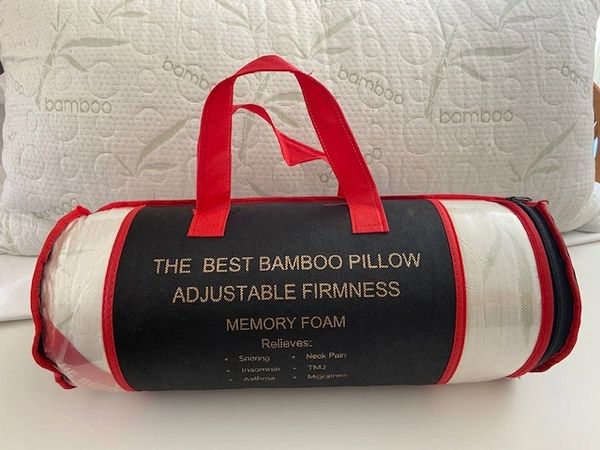 bamboo
bamboo
bamboo
bamboo
THE BEST BAMBOO PILLOW
ADJUSTABLE FIRMNESS
MEMORY FOAM
Relieves:
• Snoring • Neck Pain
• Insomnia • TMJ
• Asthma • Migraines